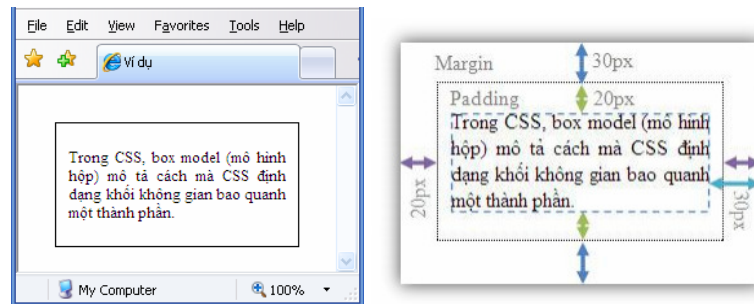 File Edit View Favorites Tools Help
Ví dụ
Trong CSS, box model (mô hình
hộp) mô tả cách mà CSS định
dạng khối không gian bao quanh
một thành phần.
My Computer 100%
Margin 30px
Padding 20px
Trong CSS, box model (mô hình
hộp) mô tả cách mà CSS định
dạng khối không gian bao quanh
một thành phần.
20px
30px